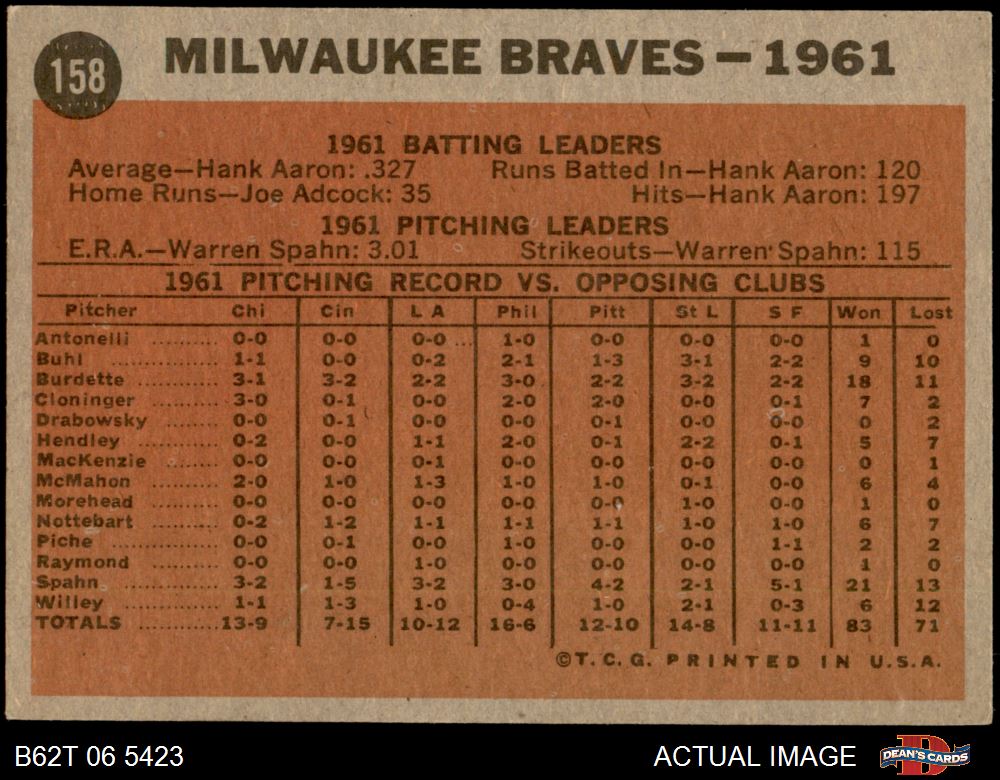 158
MILWAUKEE BRAVES — 1961
1961 BATTING LEADERS
Average—Hank Aaron: .327 Runs Batted In—Hank Aaron: 120
Home Runs—Joe Adcock: 35 Hits—Hank Aaron: 197
1961 PITCHING LEADERS
E.R.A.—Warren Spahn: 3.01 Strikeouts—Warren Spahn: 115
1961 PITCHING RECORD VS. OPPOSING CLUBS
Pitcher Chi Cin L A Phil Pitt St L S F Won Lost
Antonelli .......... 0-0 0-0 0-0 ... 1-0 0-0 0-0 0-0 1 0
Buhl ................ 1-1 0-0 0-2 2-1 1-3 3-1 2-2 9 10
Burdette ............ 3-1 3-2 2-2 3-0 2-2 3-2 2-2 18 11
Cloninger .......... 3-0 0-1 0-0 2-0 2-0 0-0 0-1 7 2
Drabowsky .......... 0-0 0-1 0-0 0-0 0-1 0-0 0-0 0 2
Hendley ............. 0-2 0-0 1-1 2-0 0-1 2-2 0-1 5 7
MacKenzie ........ 0-0 0-0 0-1 0-0 0-0 0-0 0-0 0 1
McMahon .......... 2-0 1-0 1-3 1-0 1-0 0-1 0-0 6 4
Morehead .......... 0-0 0-0 0-0 0-0 0-0 1-0 0-0 1 0
Nottebart .......... 0-2 1-2 1-1 1-1 1-1 1-0 1-0 6 7
Piche ................ 0-0 0-1 0-0 1-0 0-0 0-0 1-1 2 2
Raymond .......... 0-0 0-0 1-0 0-0 0-0 0-0 0-0 1 0
Spahn ............... 3-2 1-5 3-2 3-0 4-2 2-1 5-1 21 13
Willey ............... 1-1 1-3 1-0 0-4 1-0 2-1 0-3 6 12
TOTALS ............ 13-9 7-15 10-12 16-6 12-10 14-8 11-11 83 71
©T. C. G. PRINTED IN U.S.A.
B62T 06 5423 ACTUAL IMAGE DEAN'S CARDS